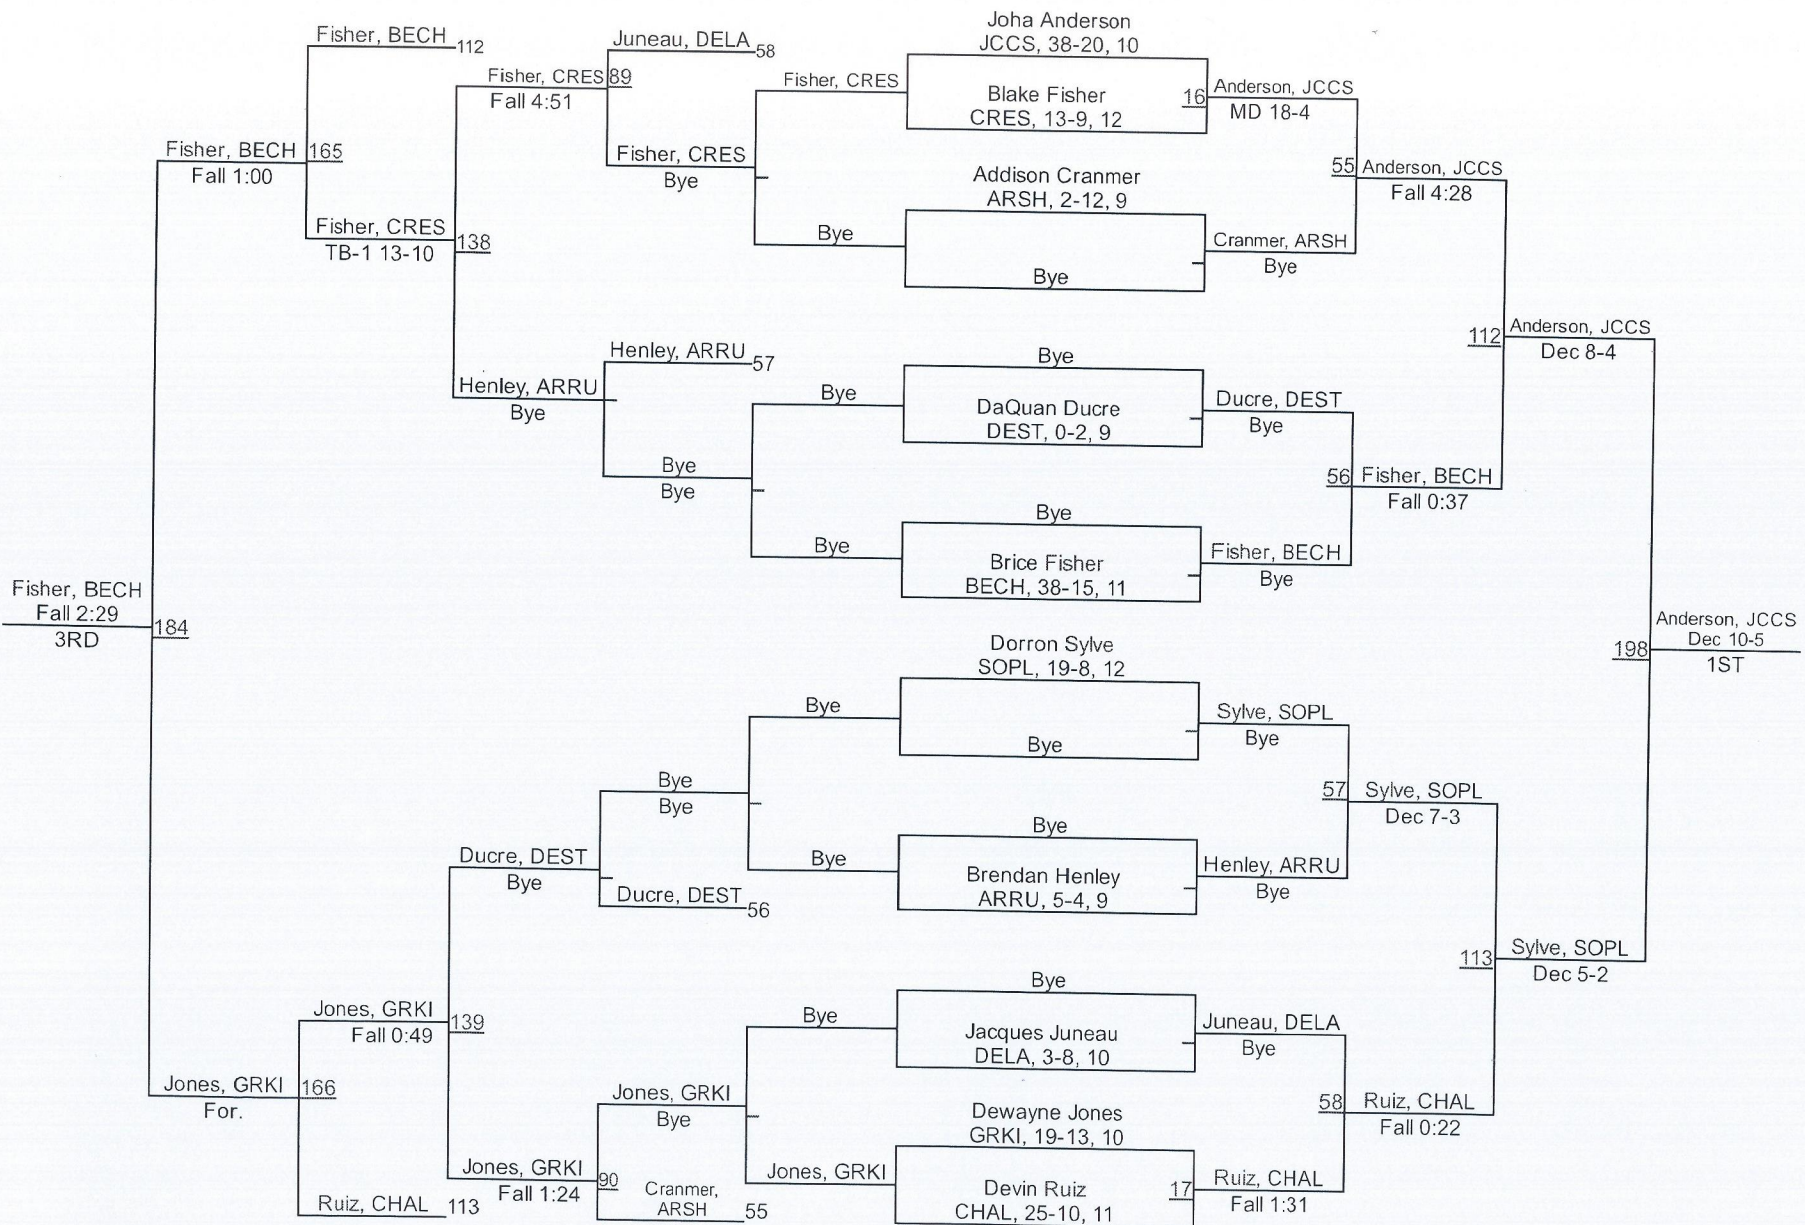 Joha Anderson
JCCS, 38-20, 10
Fisher, BECH
112
Juneau, DELA
58
Fisher, CRES
89
Fall 4:51
Fisher, CRES
Blake Fisher
CRES, 13-9, 12
16
Anderson, JCCS
MD 18-4
Fisher, BECH
165
Fall 1:00
Fisher, CRES
Bye
Addison Cranmer
ARSH, 2-12, 9
55
Anderson, JCCS
Fall 4:28
Fisher, CRES
138
TB-1 13-10
Bye
Bye
Cranmer, ARSH
Bye
Henley, ARRU
57
Bye
112
Anderson, JCCS
Dec 8-4
Henley, ARRU
Bye
Bye
DaQuan Ducre
DEST, 0-2, 9
Ducre, DEST
Bye
Bye
Bye
56
Fisher, BECH
Fall 0:37
Bye
Bye
Brice Fisher
BECH, 38-15, 11
Fisher, BECH
Bye
Fisher, BECH
Fall 2:29
3RD
184
Dorron Sylve
SOPL, 19-8, 12
198
Anderson, JCCS
Dec 10-5
1ST
Bye
Bye
Sylve, SOPL
Bye
Bye
Bye
57
Sylve, SOPL
Dec 7-3
Bye
Ducre, DEST
Bye
Bye
Brendan Henley
ARRU, 5-4, 9
Henley, ARRU
Bye
Ducre, DEST
56
113
Sylve, SOPL
Dec 5-2
Bye
Jones, GRKI
139
Fall 0:49
Bye
Jacques Juneau
DELA, 3-8, 10
Juneau, DELA
Bye
Jones, GRKI
166
For.
Jones, GRKI
Bye
Dewayne Jones
GRKI, 19-13, 10
58
Ruiz, CHAL
Fall 0:22
Jones, GRKI
90
Fall 1:24
Jones, GRKI
Devin Ruiz
CHAL, 25-10, 11
17
Ruiz, CHAL
Fall 1:31
Ruiz, CHAL
113
Cranmer,
ARSH
55